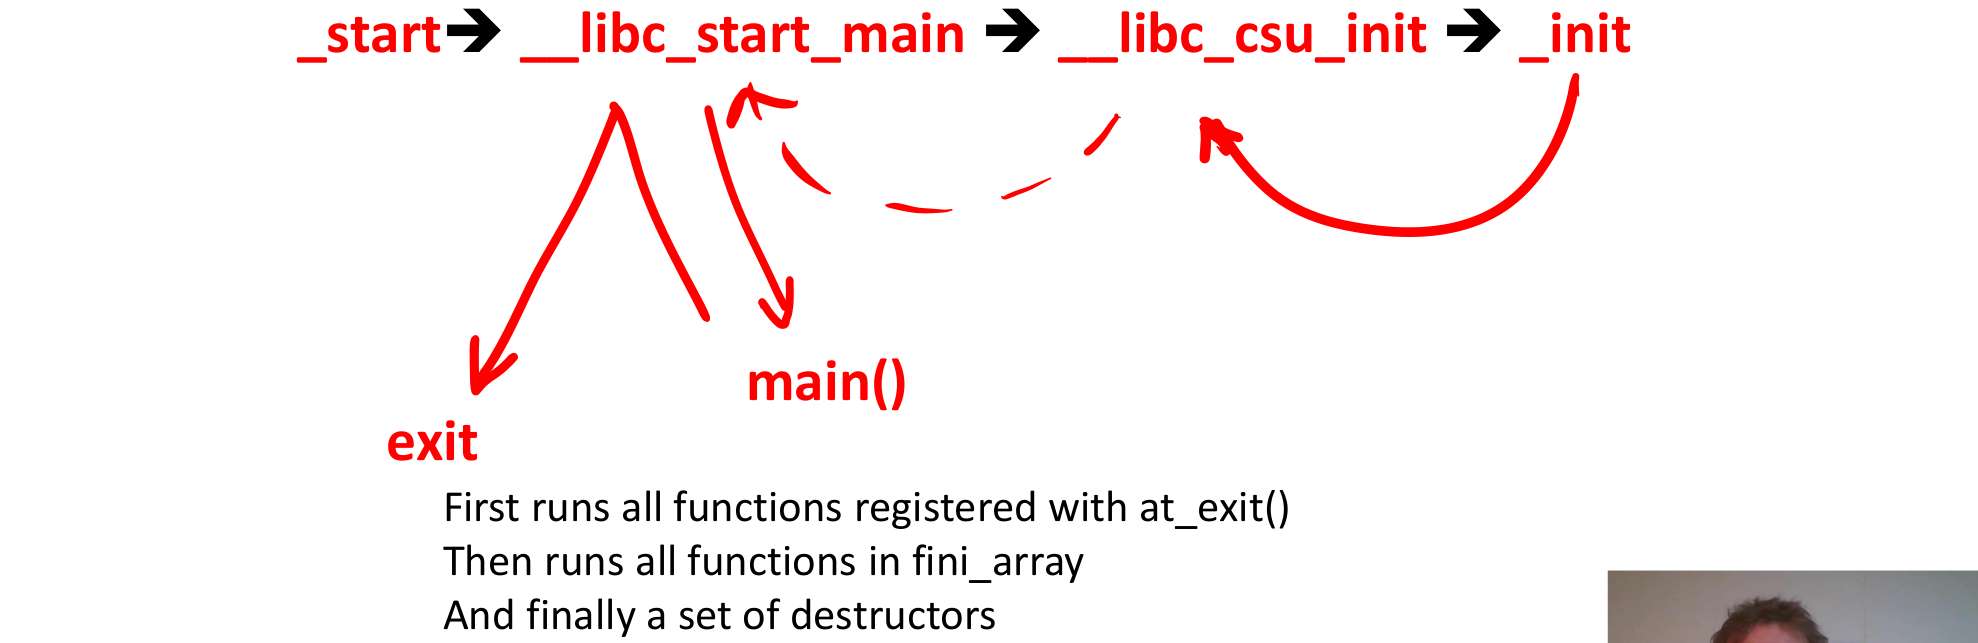 _start➔ __libc_start_main ➔ __libc_csu_init ➔ _init
main()
exit
First runs all functions registered with at_exit()
Then runs all functions in fini_array
And finally a set of destructors